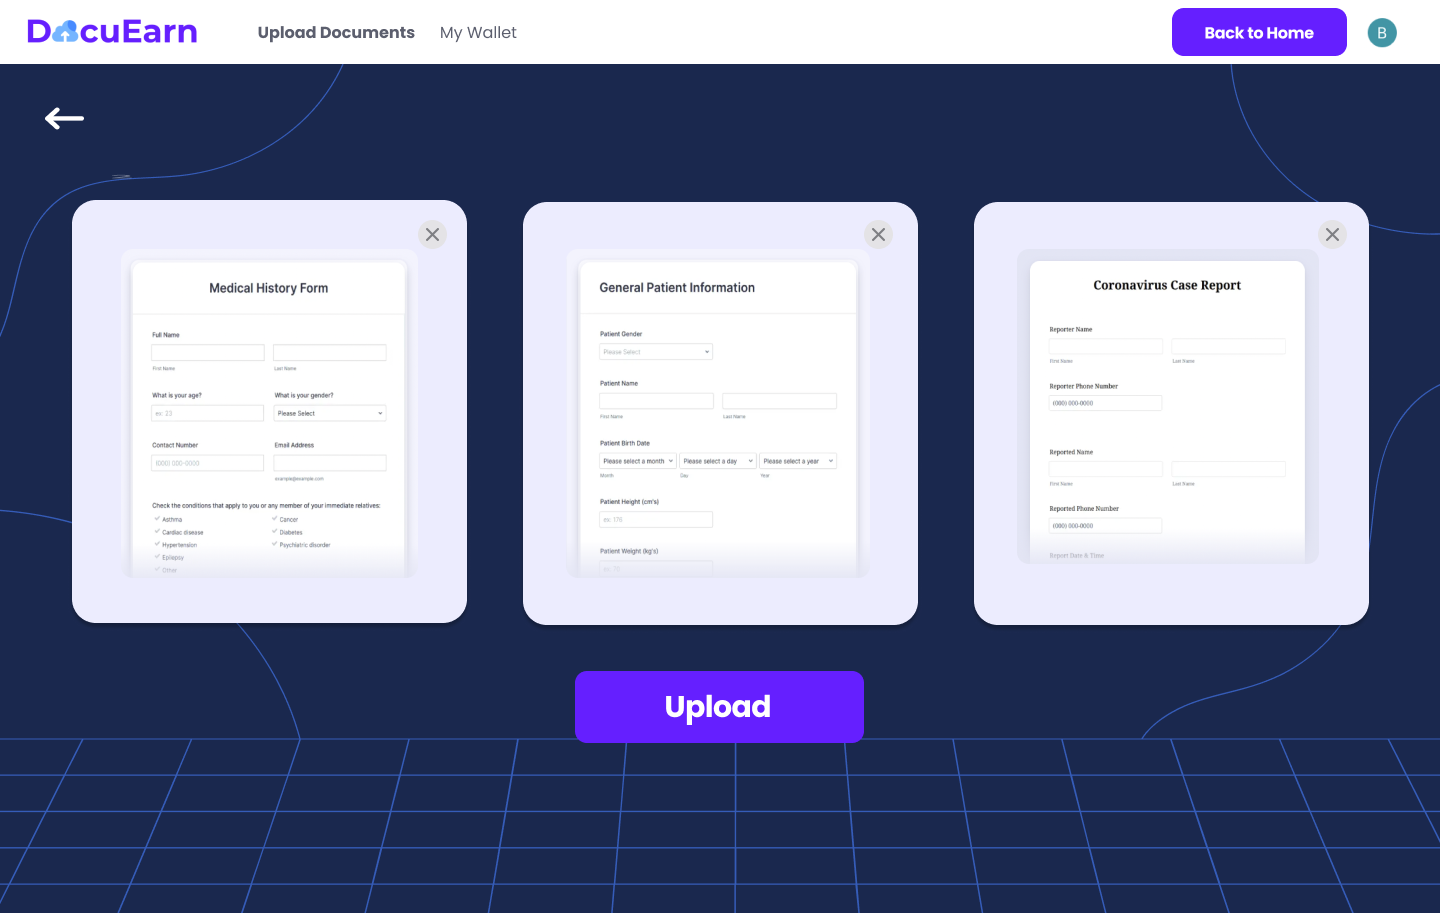 DocuEarn
Upload Documents
My Wallet
Back to Home
B
Medical History Form
Full Name
First Name
Last Name
What is your age?
What is your gender?
ex: 23
Please Select
Contact Number
Email Address
(000) 000-0000
example@example.com
Check the conditions that apply to you or any member of your immediate relatives:
Asthma
Cancer
Cardiac disease
Diabetes
Hypertension
Psychiatric disorder
Epilepsy
Other
General Patient Information
Patient Gender
Please Select
Patient Name
First Name
Last Name
Patient Birth Date
Please select a month
Please select a day
Please select a year
Month
Day
Year
Patient Height (cm's)
ex: 176
Patient Weight (kg's)
ex: 76
Coronavirus Case Report
Reporter Name
First Name
Last Name
Reporter Phone Number
(000) 000-0000
Reported Name
First Name
Last Name
Reported Phone Number
(000) 000-0000
Report Date & Time
Upload